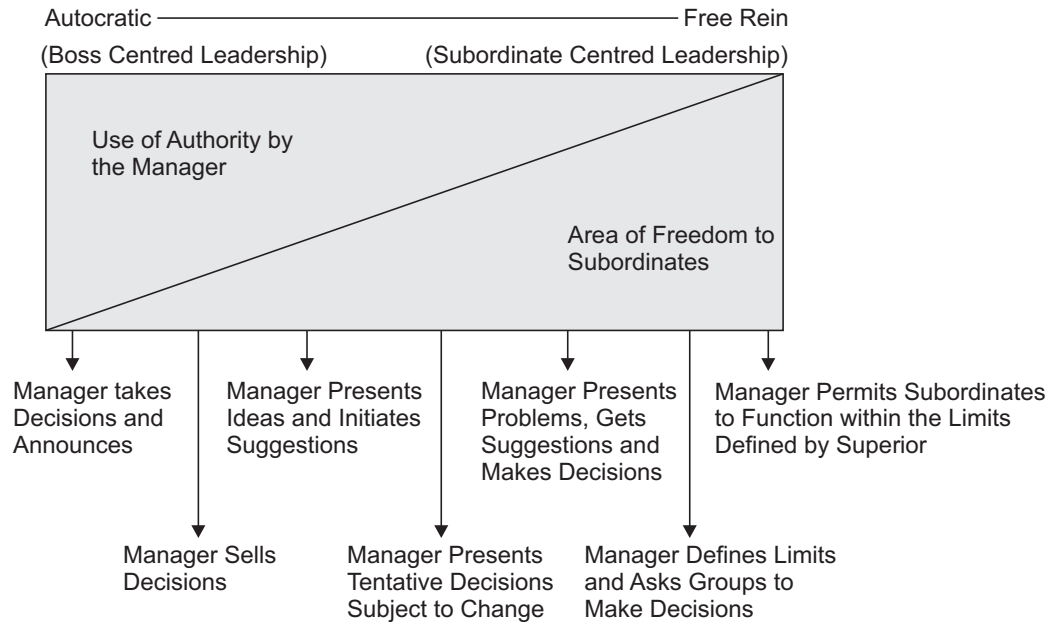 Autocratic
Free Rein
(Boss Centred Leadership)
(Subordinate Centred Leadership)
Use of Authority by
the Manager
Area of Freedom to
Subordinates
Manager takes
Decisions and
Announces
Manager Presents
Ideas and Initiates
Suggestions
Manager Presents
Problems, Gets
Suggestions and
Makes Decisions
Manager Permits Subordinates
to Function within the Limits
Defined by Superior
Manager Sells
Decisions
Manager Presents
Tentative Decisions
Subject to Change
Manager Defines Limits
and Asks Groups to
Make Decisions